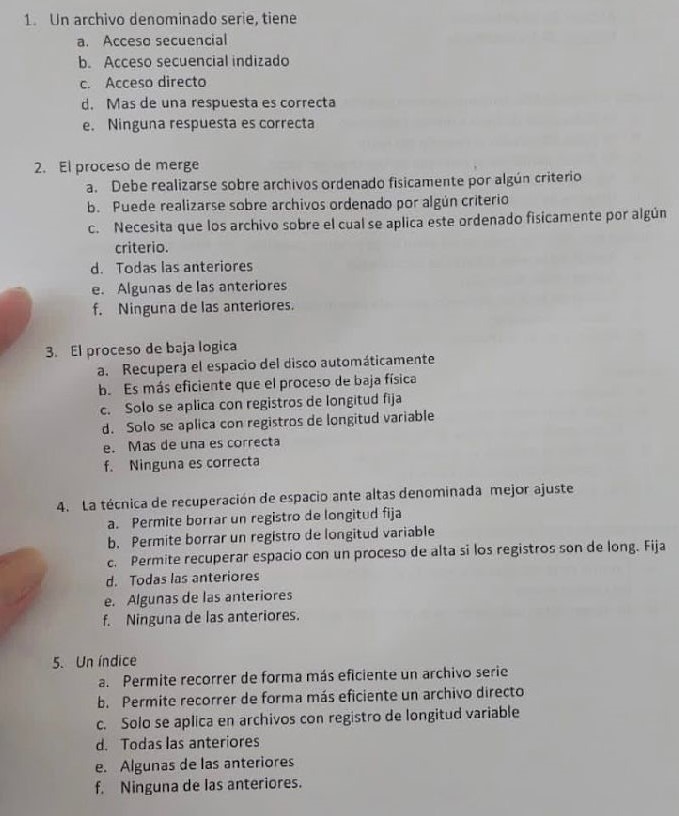 1. Un archivo denominado serie, tiene
a. Acceso secuencial
b. Acceso secuencial indizado
c. Acceso directo
d. Mas de una respuesta es correcta
e. Ninguna respuesta es correcta
2. El proceso de merge
a. Debe realizarse sobre archivos ordenado fisicamente por algún criterio
b. Puede realizarse sobre archivos ordenado por algún criterio
c. Necesita que los archivo sobre el cual se aplica este ordenado fisicamente por algún
criterio.
d. Todas las anteriores
e. Algunas de las anteriores
f. Ninguna de las anteriores.
3. El proceso de baja logica
a. Recupera el espacio del disco automáticamente
b. Es más eficiente que el proceso de baja física
c. Solo se aplica con registros de longitud fija
d. Solo se aplica con registros de longitud variable
e. Mas de una es correcta
f. Ninguna es correcta
4. La técnica de recuperación de espacio ante altas denominada mejor ajuste
a. Permite borrar un registro de longitud fija
b. Permite borrar un registro de longitud variable
c. Permite recuperar espacio con un proceso de alta si los registros son de long. Fija
d. Todas las anteriores
e. Algunas de las anteriores
f. Ninguna de las anteriores.
5. Un índice
a. Permite recorrer de forma más eficiente un archivo serie
b. Permite recorrer de forma más eficiente un archivo directo
c. Solo se aplica en archivos con registro de longitud variable
d. Todas las anteriores
e. Algunas de las anteriores
f. Ninguna de las anteriores.